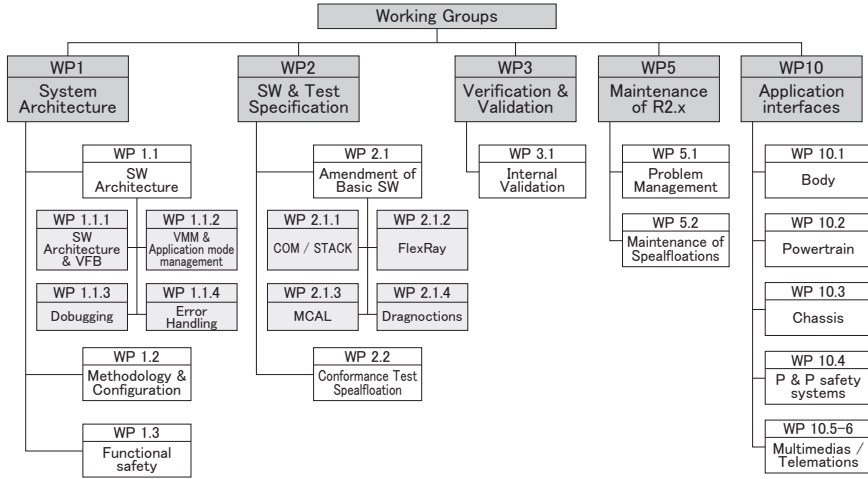 Working Groups
WP1
System
Architecture
WP2
SW & Test
Specification
WP3
Verification &
Validation
WP5
Maintenance
of R2.x
WP10
Application
interfaces
WP 1.1
SW
Architecture
WP 1.1.1
SW
Architecture
& VFB
WP 1.1.2
VMM &
Application mode
management
WP 1.1.3
Dobugging
WP 1.1.4
Error
Handling
WP 1.2
Methodology &
Configuration
WP 1.3
Functional
safety
WP 2.1
Amendment of
Basic SW
WP 2.1.1
COM / STACK
WP 2.1.2
FlexRay
WP 2.1.3
MCAL
WP 2.1.4
Dragnoctions
WP 2.2
Conformance Test
Spealfloation
WP 3.1
Internal
Validation
WP 5.1
Problem
Management
WP 5.2
Maintenance of
Spealfloations
WP 10.1
Body
WP 10.2
Powertrain
WP 10.3
Chassis
WP 10.4
P & P safety
systems
WP 10.5-6
Multimedias /
Telemations